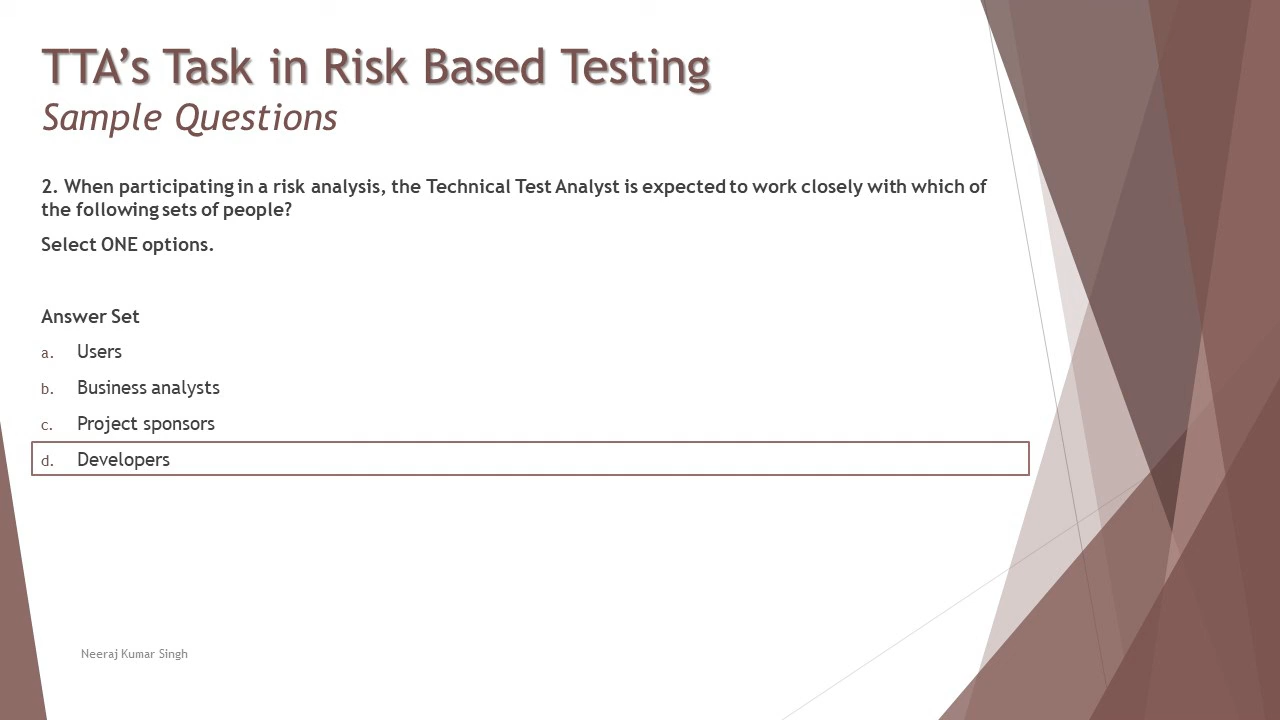 TTA’s Task in Risk Based Testing
Sample Questions
2. When participating in a risk analysis, the Technical Test Analyst is expected to work closely with which of
the following sets of people?
Select ONE options.
Answer Set
a. Users
b. Business analysts
c. Project sponsors
d. Developers
Neeraj Kumar Singh